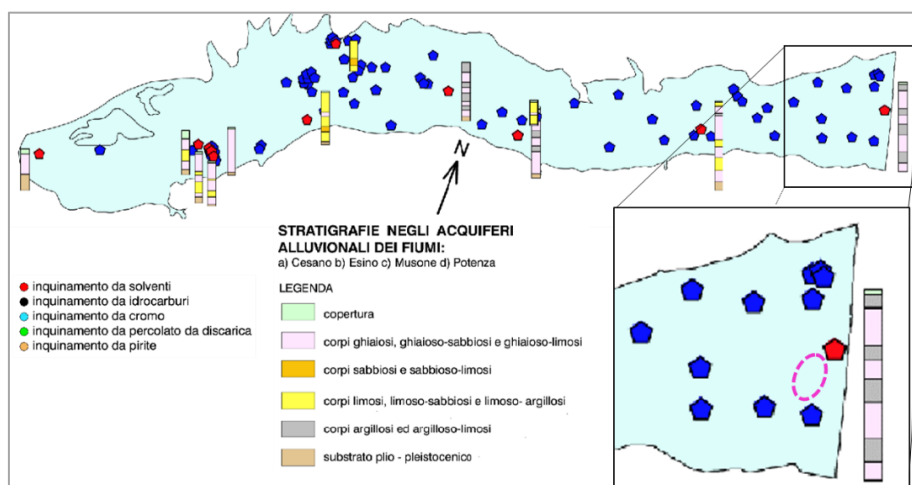 N
STRATIGRAFIE NEGLI ACQUIFERI
ALLUVIONALI DEI FIUMI:
a) Cesano b) Esino c) Musone d) Potenza
LEGENDA
copertura
corpi ghiaiosi, ghiaioso-sabbiosi e ghiaioso-limosi
corpi sabbiosi e sabbioso-limosi
corpi limosi, limoso-sabbiosi e limoso- argillosi
corpi argillosi ed argilloso-limosi
substrato plio - pleistocenico
inquinamento da solventi
inquinamento da idrocarburi
inquinamento da cromo
inquinamento da percolato da discarica
inquinamento da pirite